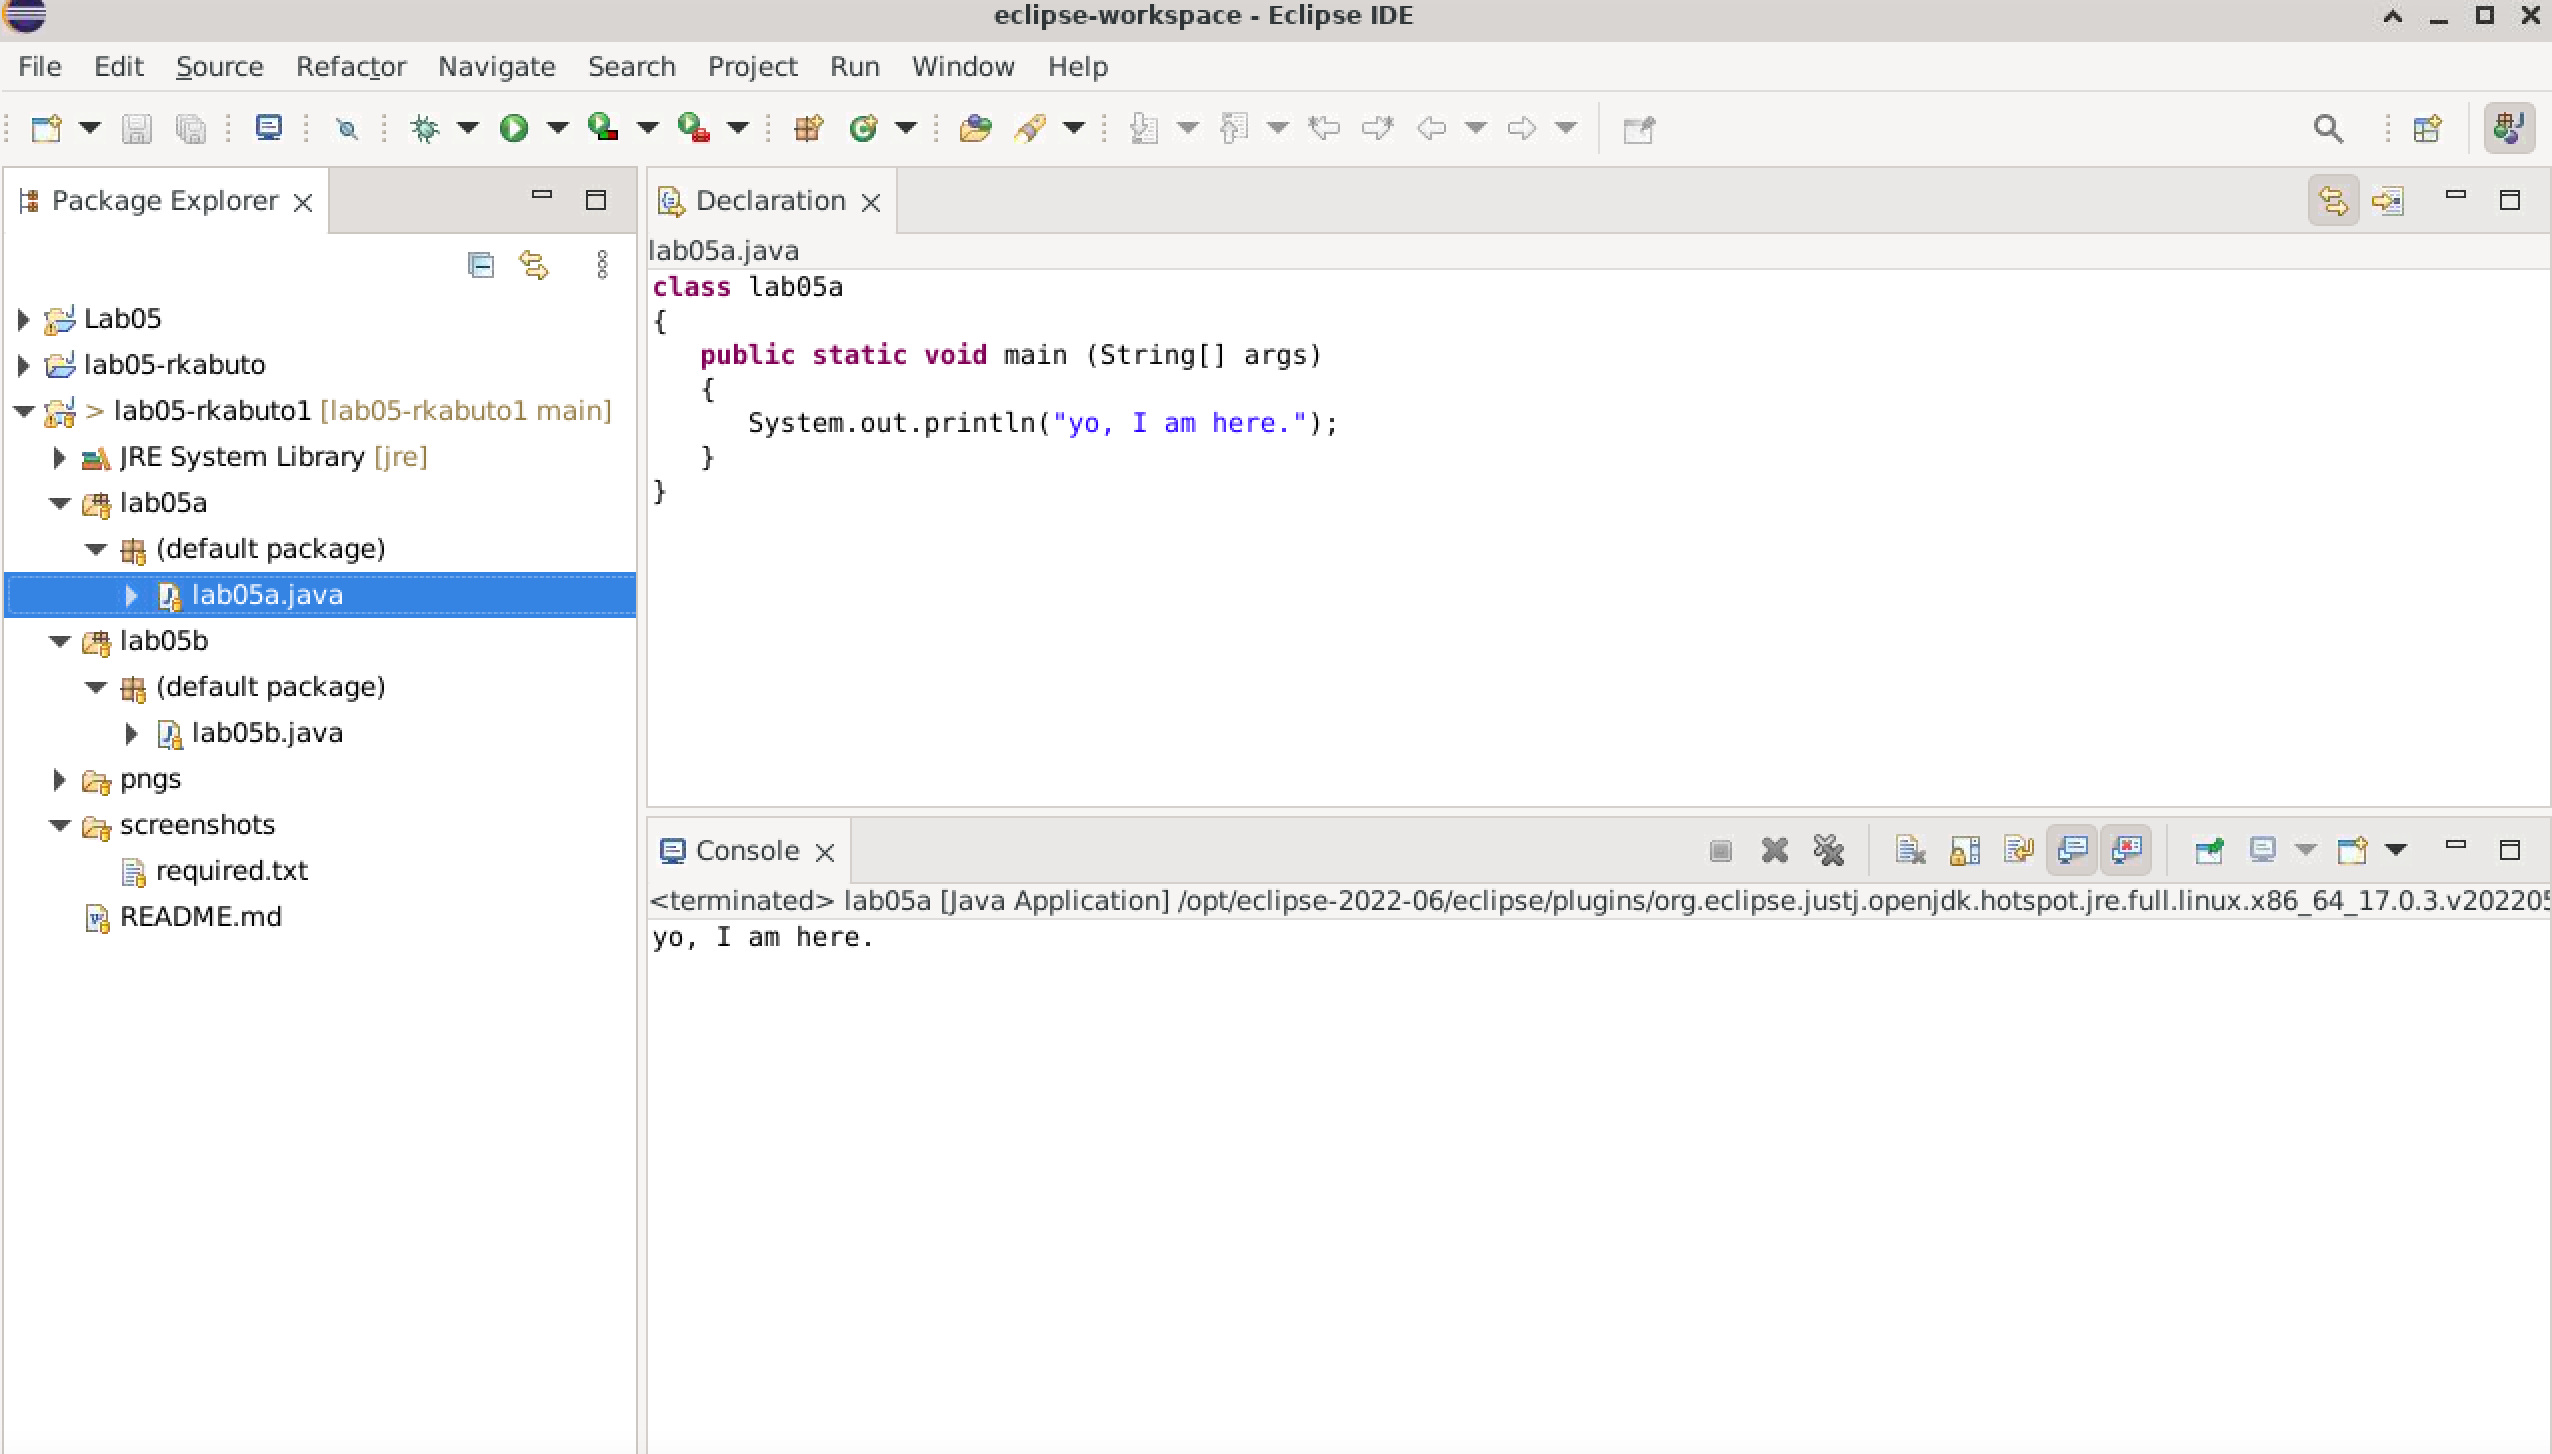 eclipse-workspace - Eclipse IDE
File Edit Source Refactor Navigate Search Project Run Window Help
Package Explorer
Lab05
lab05-rkabuto
> lab05-rkabuto1 [lab05-rkabuto1 main]
JRE System Library [jre]
lab05a
(default package)
lab05a.java
lab05b
(default package)
lab05b.java
pngs
screenshots
required.txt
README.md
Declaration
lab05a.java
class lab05a
{
public static void main (String[] args)
{
System.out.println("yo, I am here.");
}
}
Console
<terminated> lab05a [Java Application] /opt/eclipse-2022-06/eclipse/plugins/org.eclipse.justj.openjdk.hotspot.jre.full.linux.x86_64_17.0.3.v202205
yo, I am here.